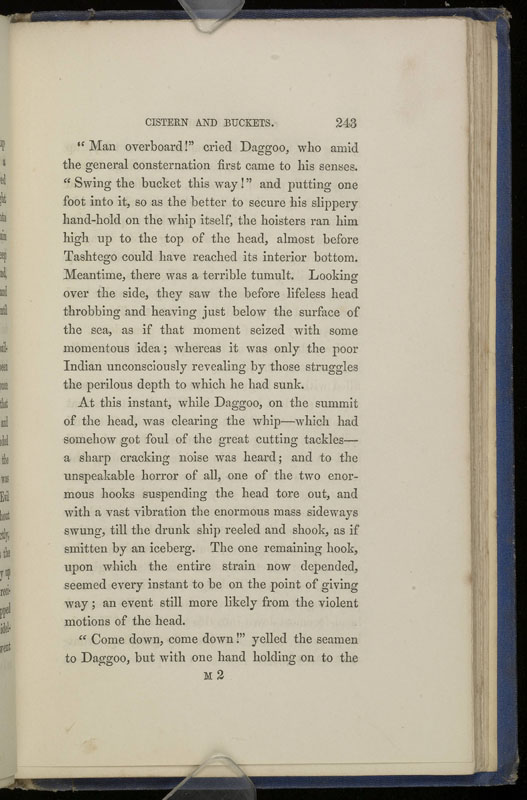 CISTERN AND BUCKETS. 243
“ Man overboard!” cried Daggoo, who amid
the general consternation first came to his senses.
“ Swing the bucket this way!” and putting one
foot into it, so as the better to secure his slippery
hand-hold on the whip itself, the hoisters ran him
high up to the top of the head, almost before
Tashtego could have reached its interior bottom.
Meantime, there was a terrible tumult. Looking
over the side, they saw the before lifeless head
throbbing and heaving just below the surface of
the sea, as if that moment seized with some
momentous idea; whereas it was only the poor
Indian unconsciously revealing by those struggles
the perilous depth to which he had sunk.
At this instant, while Daggoo, on the summit
of the head, was clearing the whip—which had
somehow got foul of the great cutting tackles—
a sharp cracking noise was heard; and to the
unspeakable horror of all, one of the two enor-
mous hooks suspending the head tore out, and
with a vast vibration the enormous mass sideways
swung, till the drunk ship reeled and shook, as if
smitten by an iceberg. The one remaining hook,
upon which the entire strain now depended,
seemed every instant to be on the point of giving
way; an event still more likely from the violent
motions of the head.
“ Come down, come down!” yelled the seamen
to Daggoo, but with one hand holding on to the
M 2